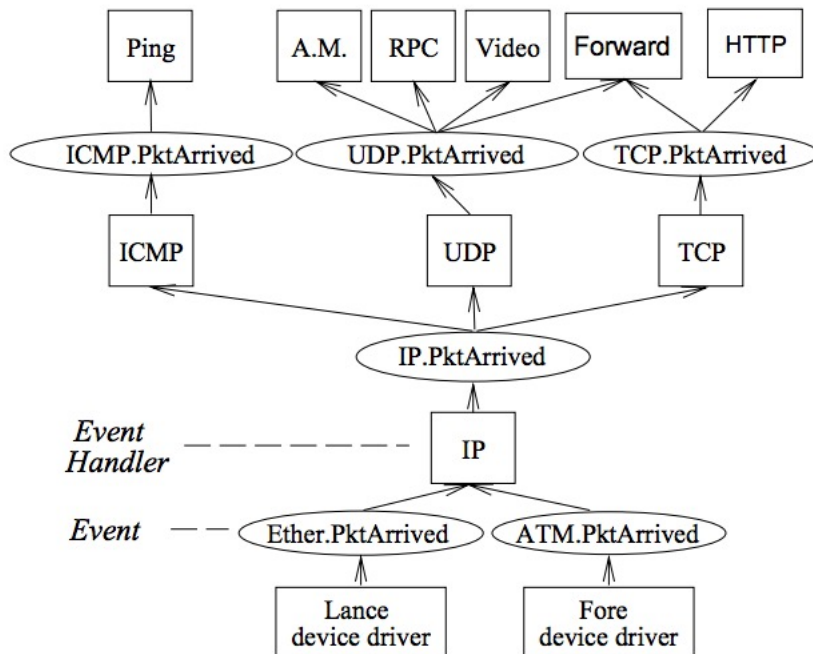 Ping
A.M.
RPC
Video
Forward
HTTP
ICMP.PktArrived
UDP.PktArrived
TCP.PktArrived
ICMP
UDP
TCP
IP.PktArrived
Event
Handler
IP
Event
Ether.PktArrived
ATM.PktArrived
Lance
device driver
Fore
device driver